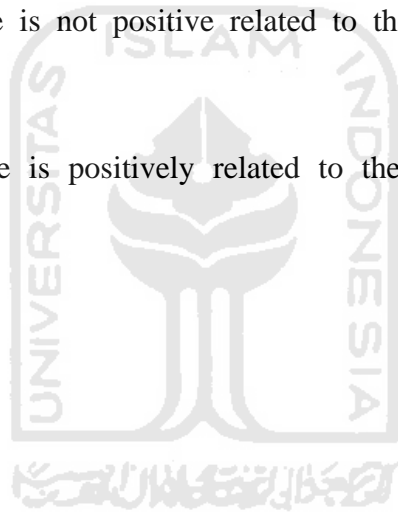 e is not positive related to th
ISLAM
e is positively related to the
UNIVERSITAS
INDONESIA